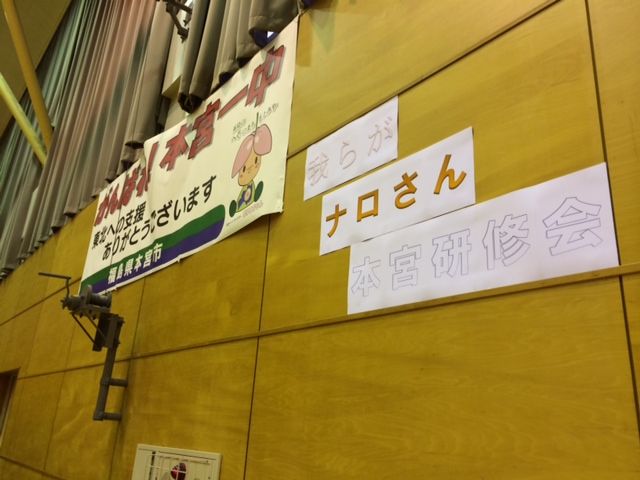 がんばろう!本宮一中
東北への支援
ありがとうございます
福島県本宮市
我らが
ナロさん
本宮研修会